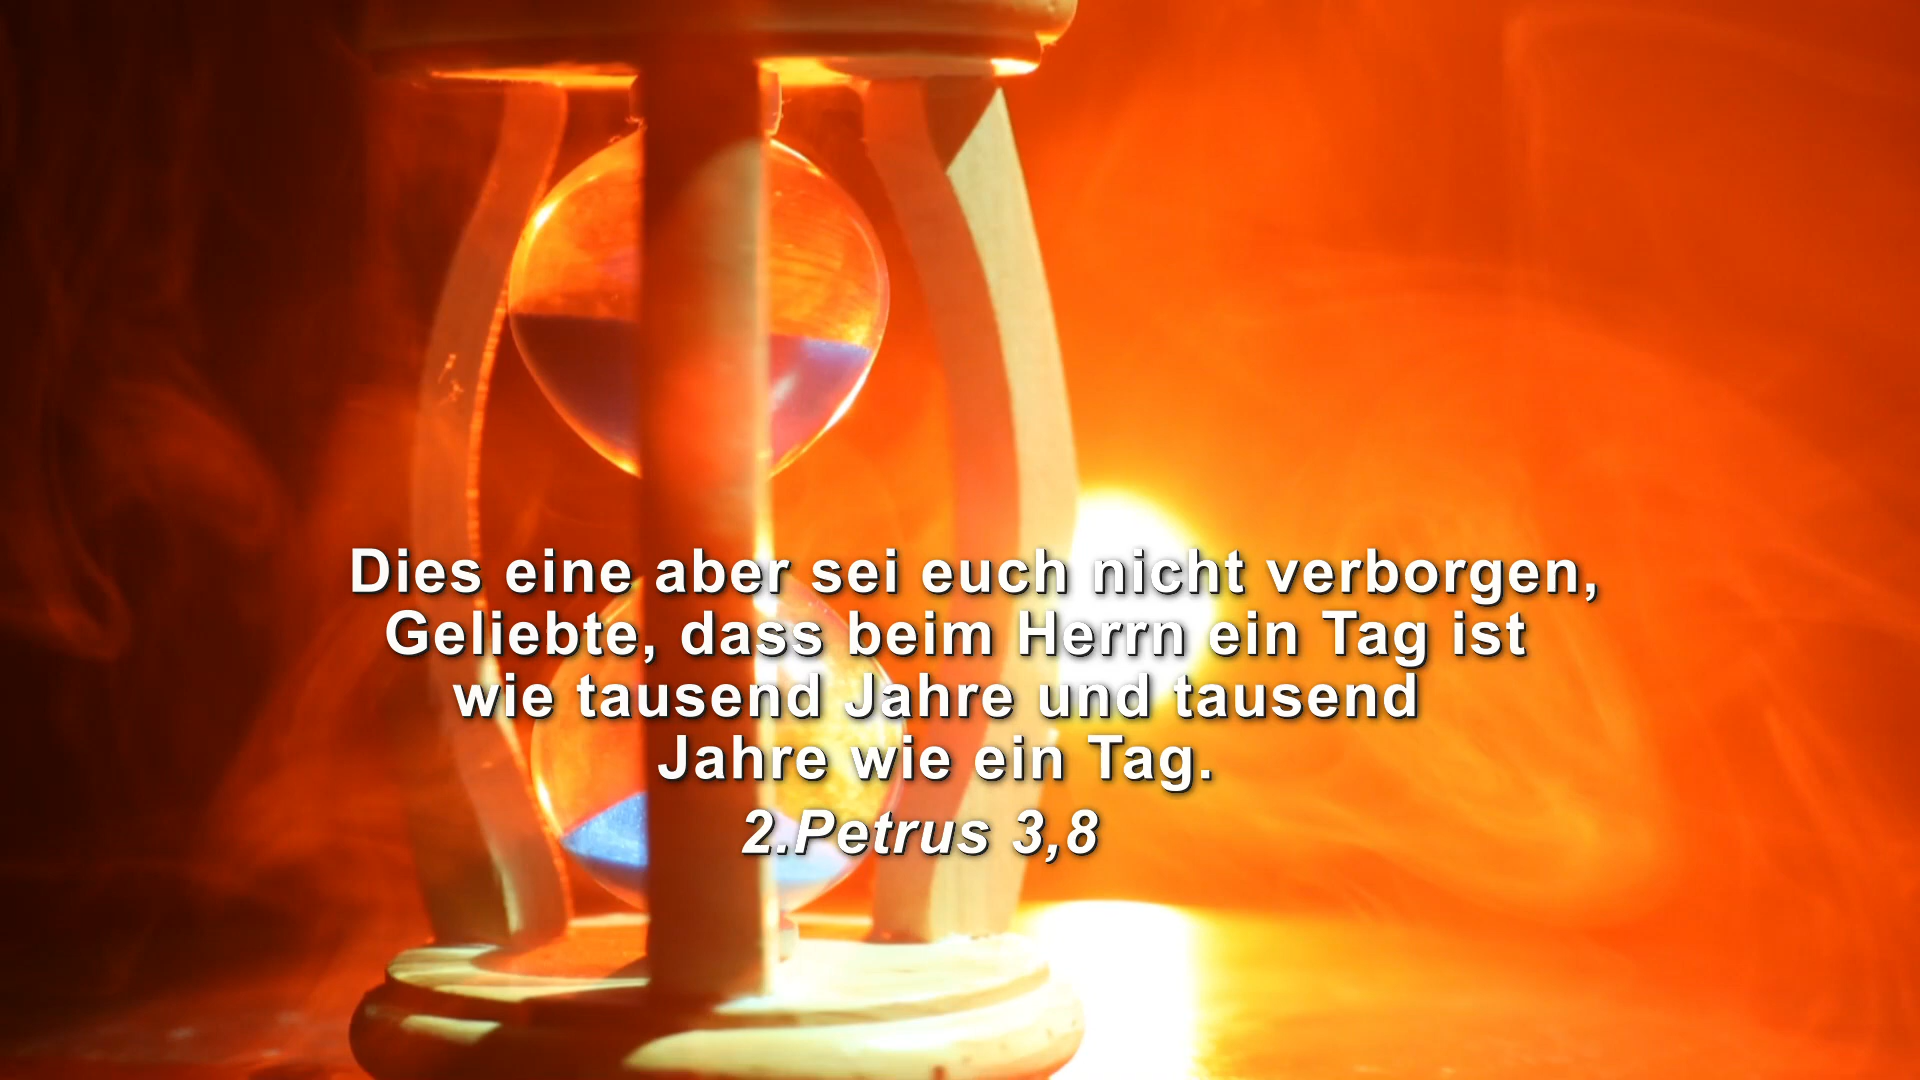 Dies eine aber sei euch nicht verborgen,
Geliebte, dass beim Herrn ein Tag ist
wie tausend Jahre und tausend
Jahre wie ein Tag.
2.Petrus 3,8